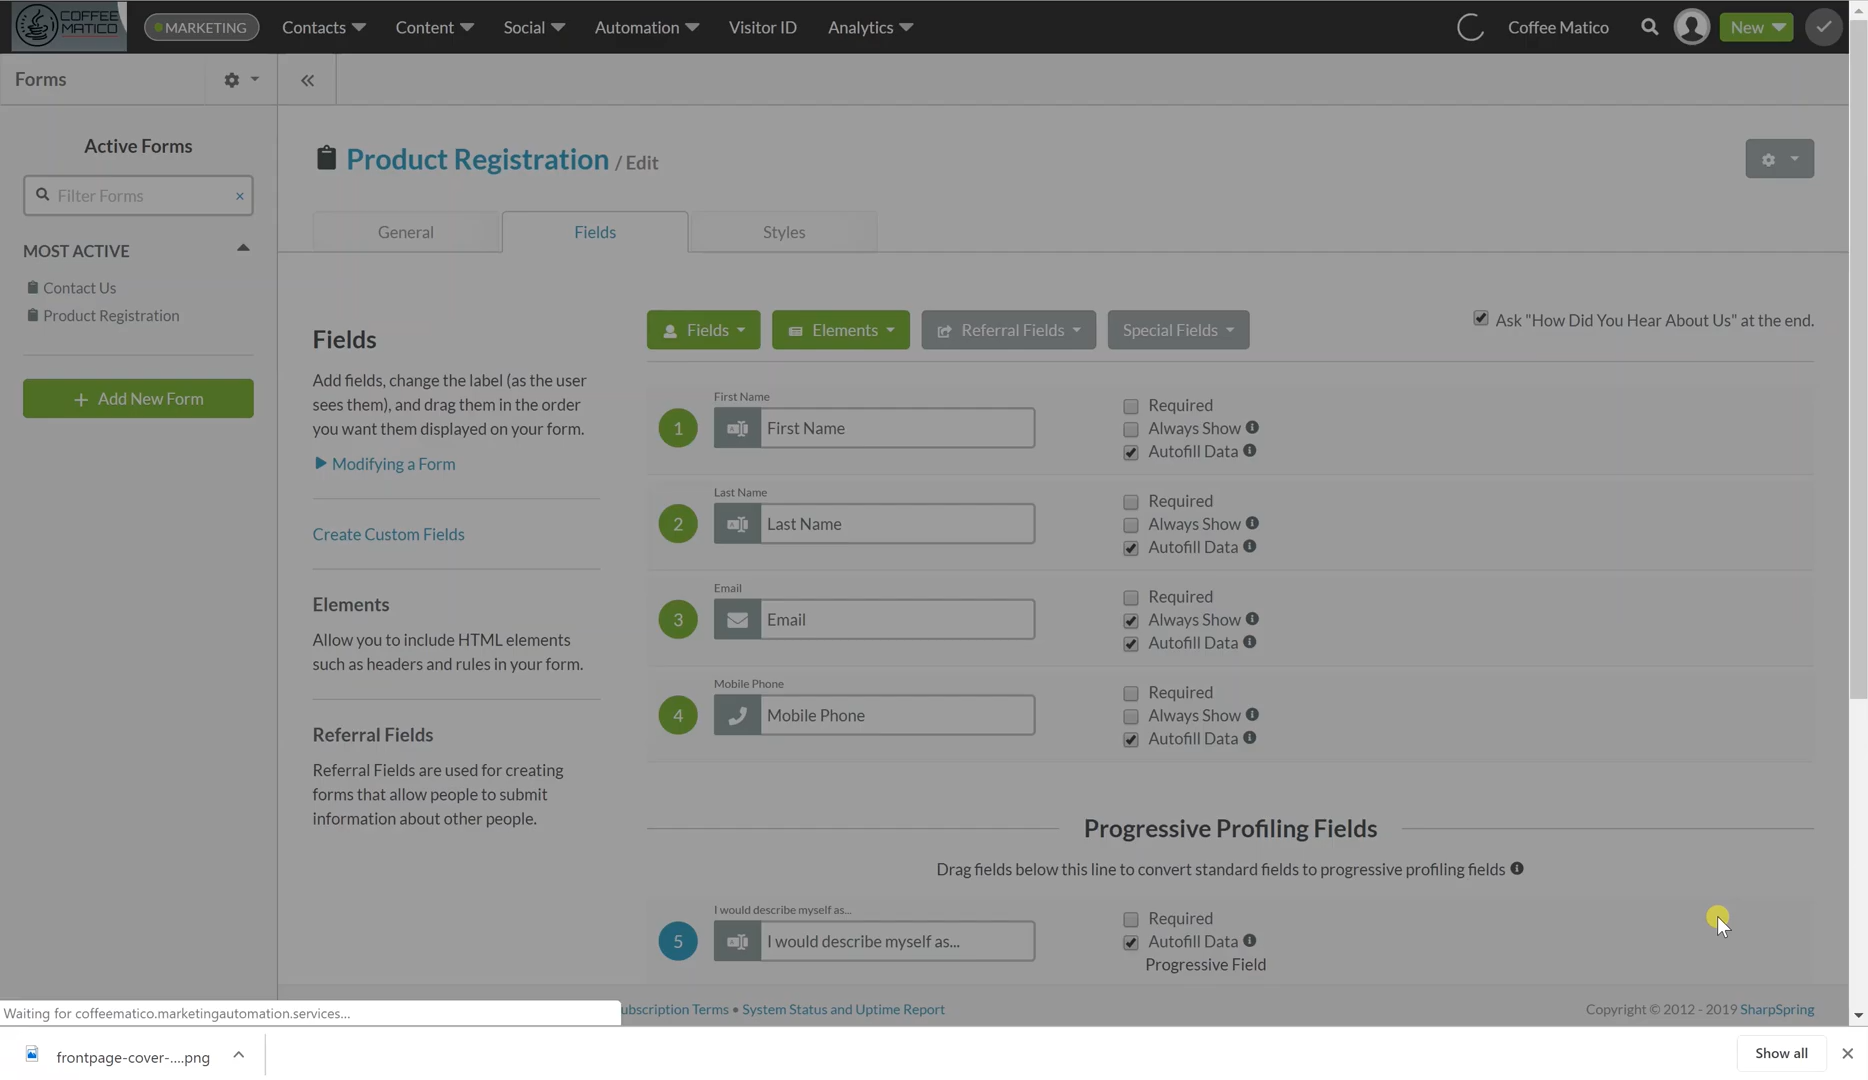 COFFEE MATICO
MARKETING
Contacts
Content
Social
Automation
Visitor ID
Analytics
Coffee Matico
New
Forms
Active Forms
Filter Forms
MOST ACTIVE
Contact Us
Product Registration
+ Add New Form
Product Registration / Edit
General
Fields
Styles
Fields
Add fields, change the label (as the user
sees them), and drag them in the order
you want them displayed on your form.
Modifying a Form
Create Custom Fields
Elements
Allow you to include HTML elements
such as headers and rules in your form.
Referral Fields
Referral Fields are used for creating
forms that allow people to submit
information about other people.
Fields
Elements
Referral Fields
Special Fields
Ask "How Did You Hear About Us" at the end.
First Name
1
First Name
Required
Always Show
Autofill Data
Last Name
2
Last Name
Required
Always Show
Autofill Data
Email
3
Email
Required
Always Show
Autofill Data
Mobile Phone
4
Mobile Phone
Required
Always Show
Autofill Data
Progressive Profiling Fields
Drag fields below this line to convert standard fields to progressive profiling fields
I would describe myself as...
5
I would describe myself as...
Required
Autofill Data
Progressive Field
Waiting for coffeematico.marketingautomation.services...
ubscription Terms • System Status and Uptime Report
Copyright © 2012 - 2019 SharpSpring
frontpage-cover-....png
Show all